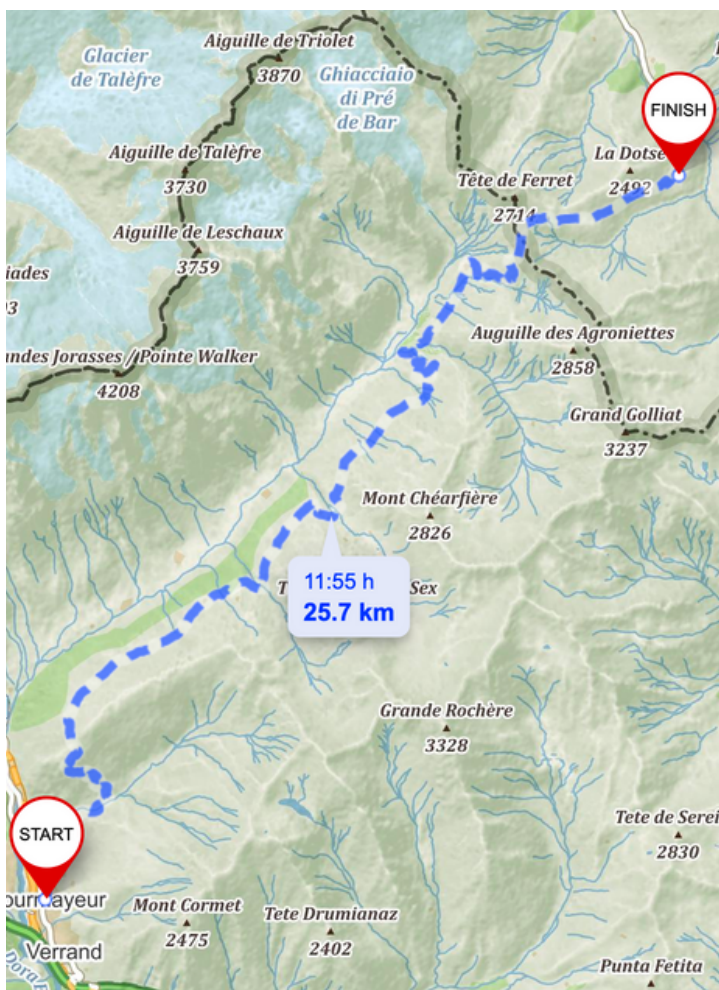 Glacier
de Talèfre
Aiguille de Triolet
3870
Ghiacciaio
di Pré
de Bar
FINISH
Aiguille de Talèfre
3730
La Dotse
2492
Tête de Ferret
2714
Aiguille de Leschaux
3759
iades
93
ndes Jorasses //Pointe Walker
4208
Auguille des Agroniettes
2858
Grand Golliat
3237
Mont Chéarfière
2826
11:55 h
25.7 km
T
Sex
Grande Rochère
3328
START
Tete de Serei
2830
ourmayeur
Verrand
Mont Cormet
2475
Tete Drumianaz
2402
Dora
Punta Fetita